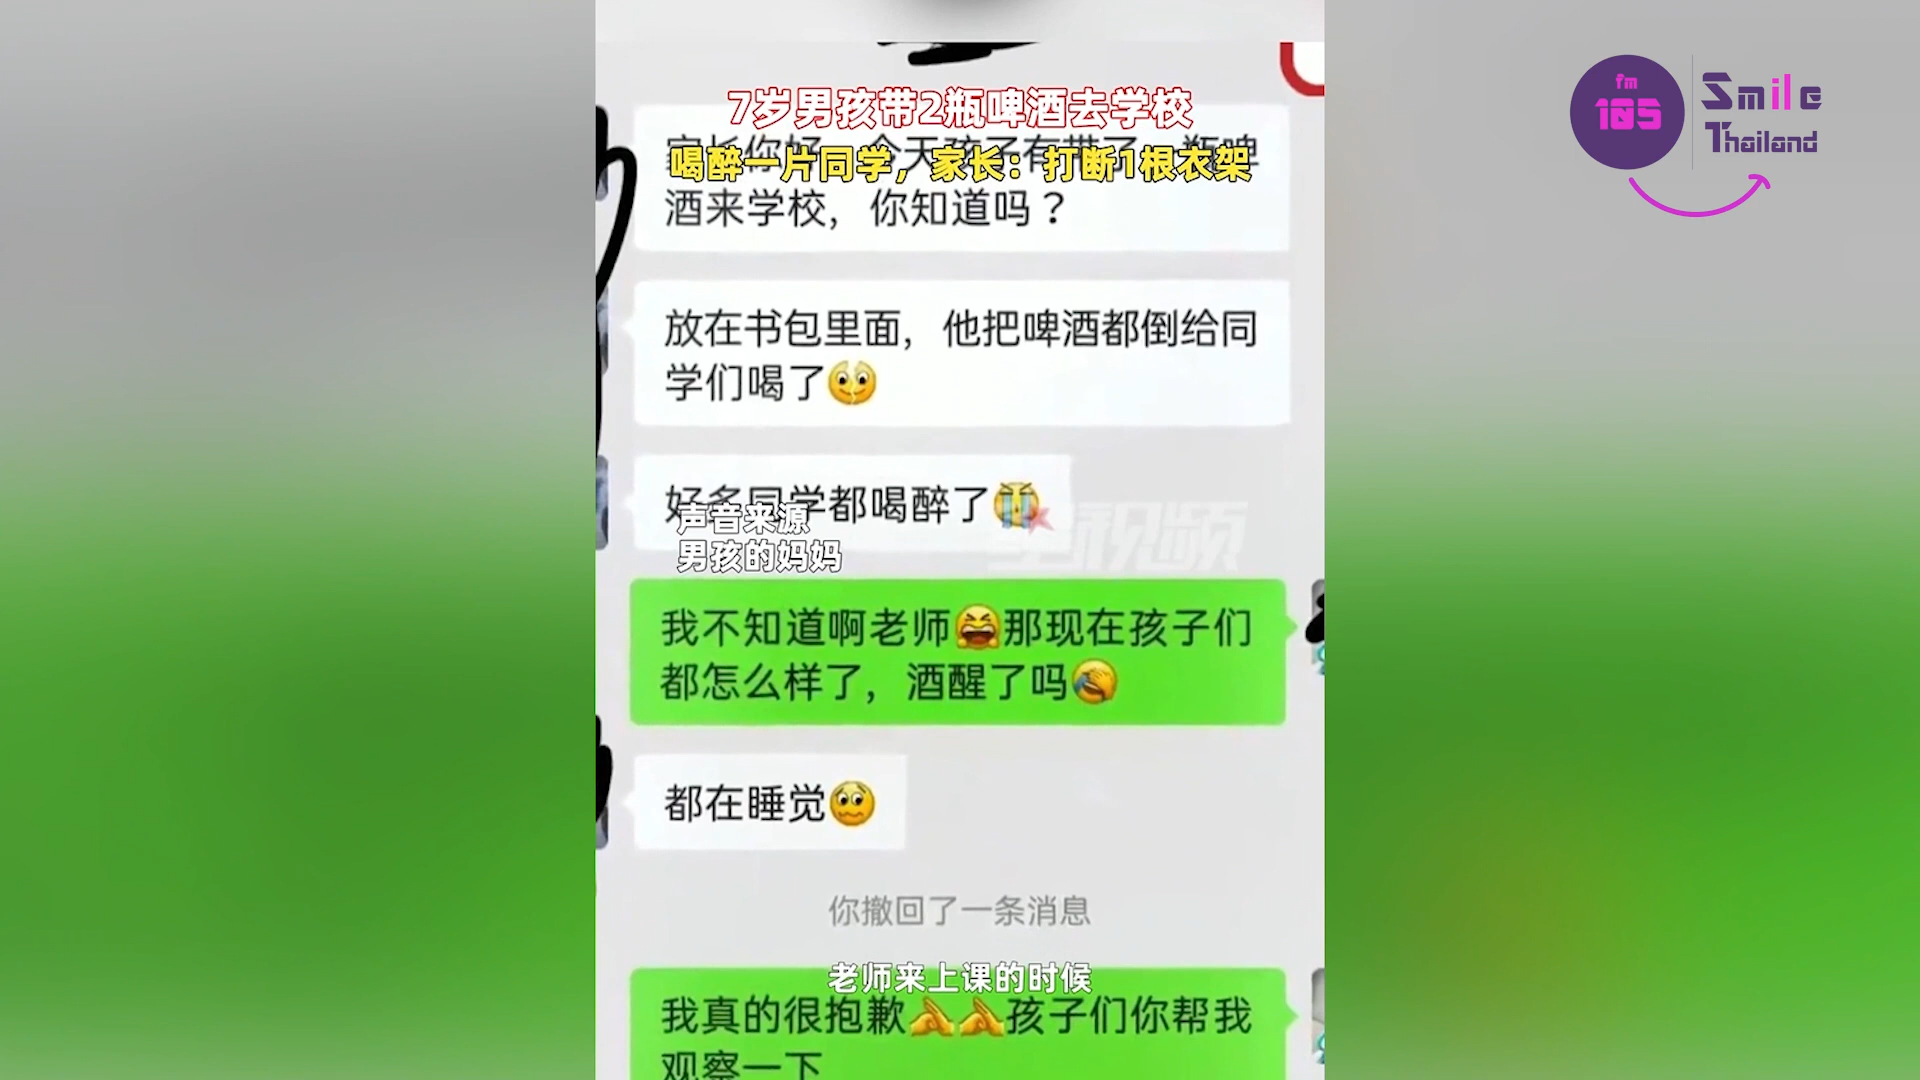 fm
105
Smile
Thailand
7岁男孩带2瓶啤酒去学校
喝醉一片同学，家长：打断1根衣架
酒来学校，你知道吗？
放在书包里面，他把啤酒都倒给同
学们喝了
好多同学都喝醉了
声音来源
男孩的妈妈
我不知道啊老师😫那现在孩子们
都怎么样了，酒醒了吗🤦
都在睡觉
你撤回了一条消息
老师来上课的时候
我真的很抱歉🙏🙏孩子们你帮我
观察一下